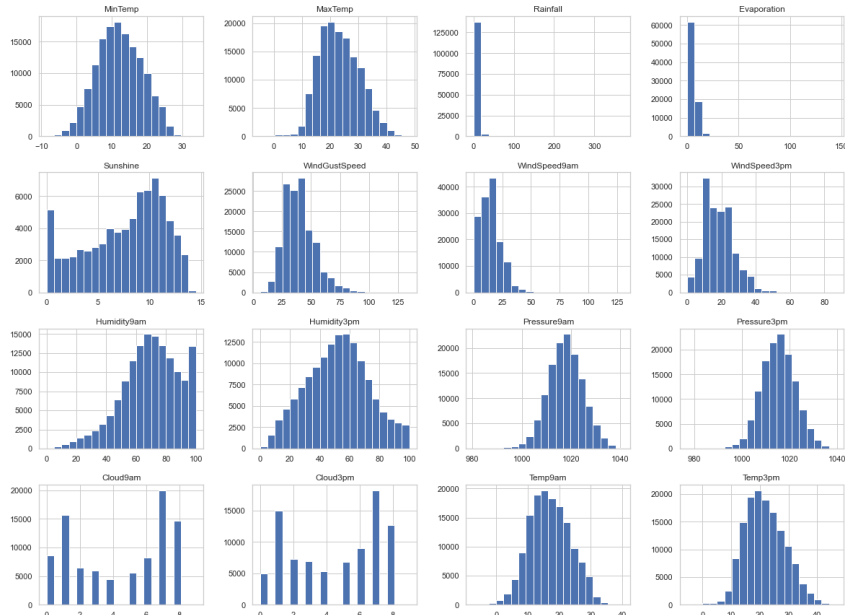 MinTemp
15000
10000
5000
0
-10 0 10 20 30
MaxTemp
20000
15000
10000
5000
0
0 10 20 30 40 50
Rainfall
125000
100000
75000
50000
25000
0
0 100 200 300
Evaporation
60000
50000
40000
30000
20000
10000
0
0 50 100 150
Sunshine
6000
4000
2000
0
0 5 10 15
WindGustSpeed
25000
20000
15000
10000
5000
0
0 25 50 75 100 125
WindSpeed9am
40000
30000
20000
10000
0
0 25 50 75 100 125
WindSpeed3pm
30000
25000
20000
15000
10000
5000
0
0 20 40 60 80
Humidity9am
15000
12500
10000
7500
5000
2500
0
0 20 40 60 80 100
Humidity3pm
12500
10000
7500
5000
2500
0
0 20 40 60 80 100
Pressure9am
20000
15000
10000
5000
0
980 1000 1020 1040
Pressure3pm
20000
15000
10000
5000
0
980 1000 1020 1040
Cloud9am
20000
15000
10000
5000
0
0 2 4 6 8
Cloud3pm
20000
15000
10000
5000
0
0 2 4 6 8
Temp9am
20000
15000
10000
5000
0
0 10 20 30 40
Temp3pm
20000
15000
10000
5000
0
0 10 20 30 40